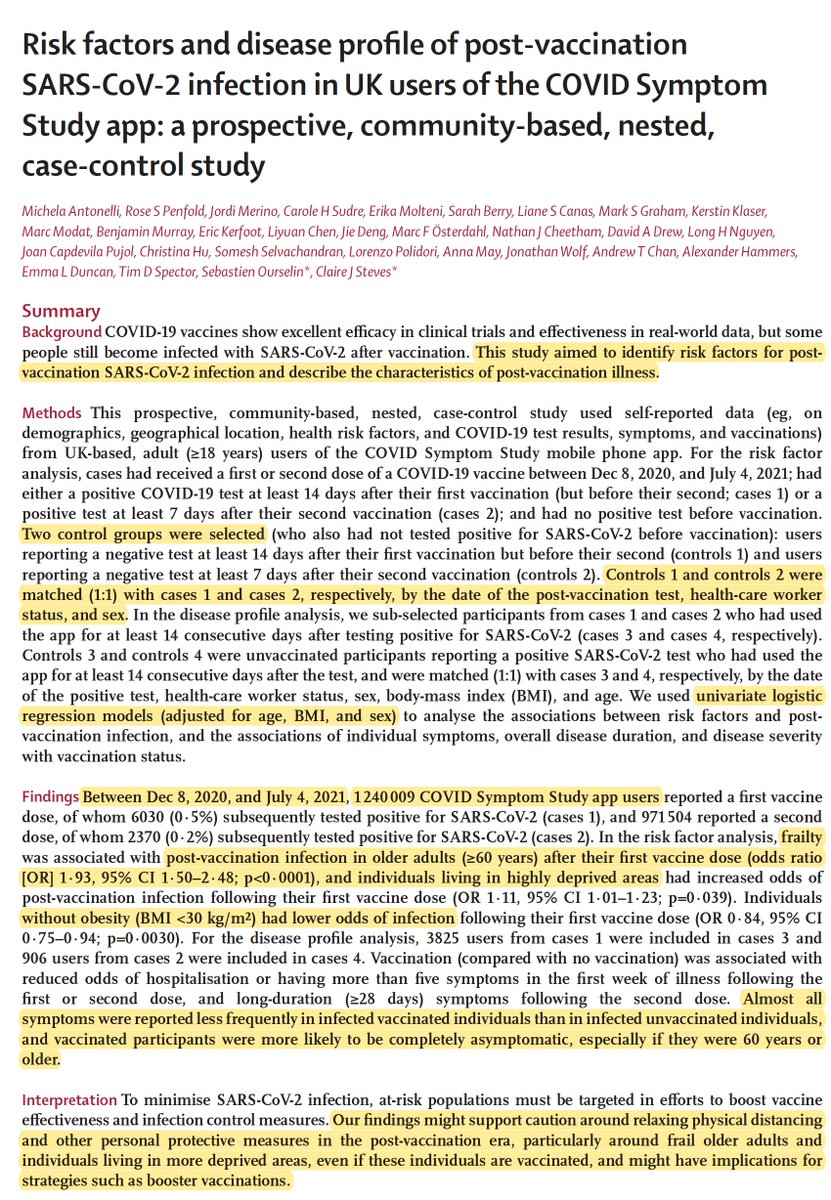 Risk factors and disease profile of post-vaccination
SARS-CoV-2 infection in UK users of the COVID Symptom
Study app: a prospective, community-based, nested,
case-control study
Michela Antonelli, Rose S Penfold, Jordi Merino, Carole H Sudre, Erika Molteni, Sarah Berry, Liane S Canas, Mark S Graham, Kerstin Klaser,
Marc Modat, Benjamin Murray, Eric Kerfoot, Liyuan Chen, Jie Deng, Marc F Österdahl, Nathan J Cheetham, David A Drew, Long H Nguyen,
Joan Capdevila Pujol, Christina Hu, Somesh Selvachandran, Lorenzo Polidori, Anna May, Jonathan Wolf, Andrew T Chan, Alexander Hammers,
Emma L Duncan, Tim D Spector, Sebastien Ourselin*, Claire J Steves*
Summary
Background COVID-19 vaccines show excellent efficacy in clinical trials and effectiveness in real-world data, but some
people still become infected with SARS-CoV-2 after vaccination. This study aimed to identify risk factors for post-
vaccination SARS-CoV-2 infection and describe the characteristics of post-vaccination illness.
Methods This prospective, community-based, nested, case-control study used self-reported data (eg, on
demographics, geographical location, health risk factors, and COVID-19 test results, symptoms, and vaccinations)
from UK-based, adult (≥18 years) users of the COVID Symptom Study mobile phone app. For the risk factor
analysis, cases had received a first or second dose of a COVID-19 vaccine between Dec 8, 2020, and July 4, 2021; had
either a positive COVID-19 test at least 14 days after their first vaccination (but before their second; cases 1) or a
positive test at least 7 days after their second vaccination (cases 2); and had no positive test before vaccination.
Two control groups were selected (who also had not tested positive for SARS-CoV-2 before vaccination): users
reporting a negative test at least 14 days after their first vaccination but before their second (controls 1) and users
reporting a negative test at least 7 days after their second vaccination (controls 2). Controls 1 and controls 2 were
matched (1:1) with cases 1 and cases 2, respectively, by the date of the post-vaccination test, health-care worker
status, and sex. In the disease profile analysis, we sub-selected participants from cases 1 and cases 2 who had used
the app for at least 14 consecutive days after testing positive for SARS-CoV-2 (cases 3 and cases 4, respectively).
Controls 3 and controls 4 were unvaccinated participants reporting a positive SARS-CoV-2 test who had used the
app for at least 14 consecutive days after the test, and were matched (1:1) with cases 3 and 4, respectively, by the date
of the positive test, health-care worker status, sex, body-mass index (BMI), and age. We used univariate logistic
regression models (adjusted for age, BMI, and sex) to analyse the associations between risk factors and post-
vaccination infection, and the associations of individual symptoms, overall disease duration, and disease severity
with vaccination status.
Findings Between Dec 8, 2020, and July 4, 2021, 1 240 009 COVID Symptom Study app users reported a first vaccine
dose, of whom 6030 (0·5%) subsequently tested positive for SARS-CoV-2 (cases 1), and 971 504 reported a second
dose, of whom 2370 (0·2%) subsequently tested positive for SARS-CoV-2 (cases 2). In the risk factor analysis, frailty
was associated with post-vaccination infection in older adults (≥60 years) after their first vaccine dose (odds ratio
[OR] 1·93, 95% CI 1·50–2·48; p<0·0001), and individuals living in highly deprived areas had increased odds of
post-vaccination infection following their first vaccine dose (OR 1·11, 95% CI 1·01–1·23; p=0·039). Individuals
without obesity (BMI <30 kg/m²) had lower odds of infection following their first vaccine dose (OR 0·84, 95% CI
0·75–0·94; p=0·0030). For the disease profile analysis, 3825 users from cases 1 were included in cases 3 and
906 users from cases 2 were included in cases 4. Vaccination (compared with no vaccination) was associated with
reduced odds of hospitalisation or having more than five symptoms in the first week of illness following the
first or second dose, and long-duration (≥28 days) symptoms following the second dose. Almost all
symptoms were reported less frequently in infected vaccinated individuals than in infected unvaccinated individuals,
and vaccinated participants were more likely to be completely asymptomatic, especially if they were 60 years or
older.
Interpretation To minimise SARS-CoV-2 infection, at-risk populations must be targeted in efforts to boost vaccine
effectiveness and infection control measures. Our findings might support caution around relaxing physical distancing
and other personal protective measures in the post-vaccination era, particularly around frail older adults and
individuals living in more deprived areas, even if these individuals are vaccinated, and might have implications for
strategies such as booster vaccinations.